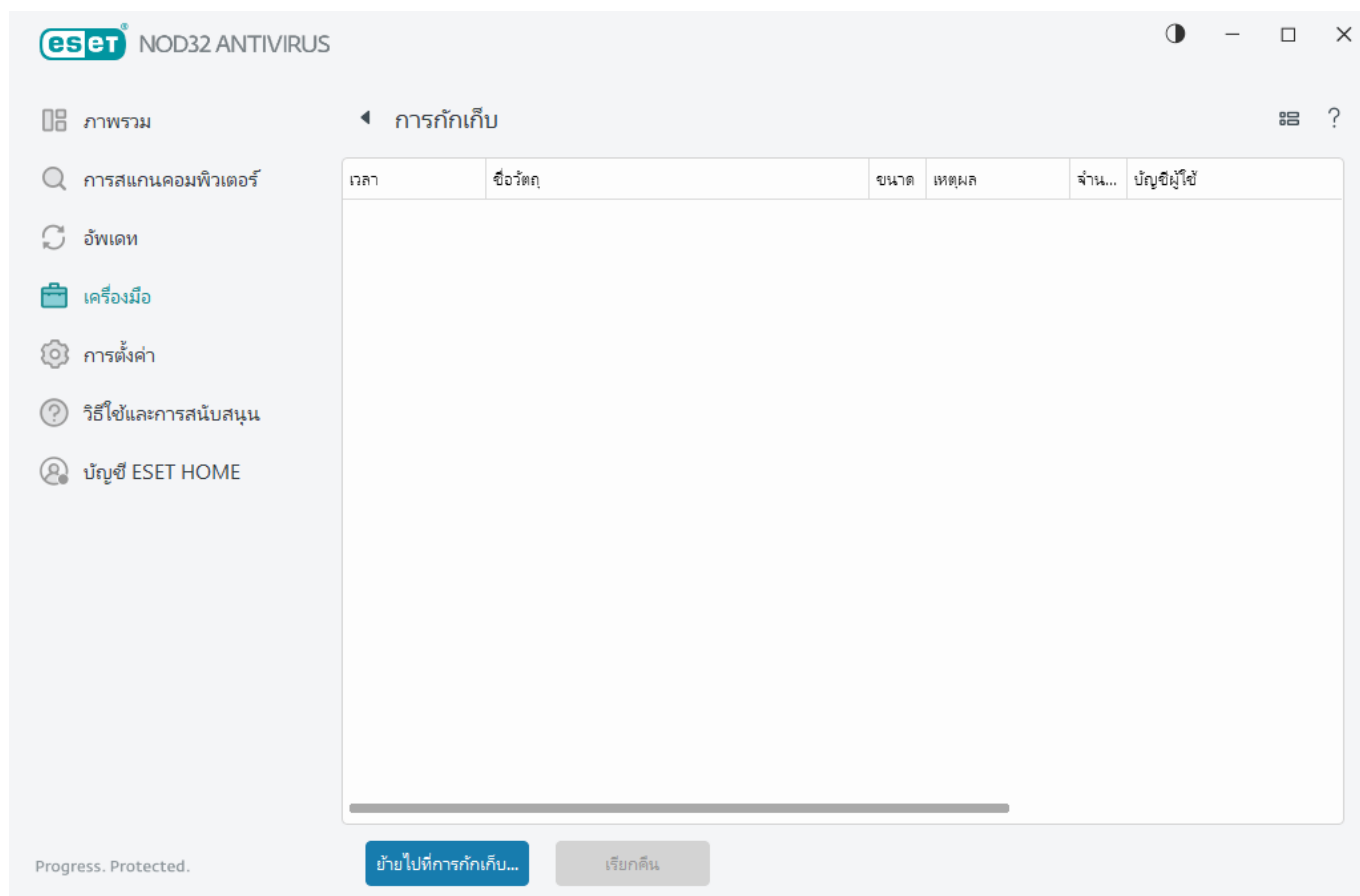 eset® NOD32 ANTIVIRUS
ภาพรวม
การสแกนคอมพิวเตอร์
อัพเดท
เครื่องมือ
การตั้งค่า
วิธีใช้และการสนับสนุน
บัญชี ESET HOME
การกักเก็บ
?
เวลา ชื่อวัตถุ ขนาด เหตุผล จำน... บัญชีผู้ใช้
Progress. Protected.
ย้ายไปที่การกักเก็บ... เรียกคืน